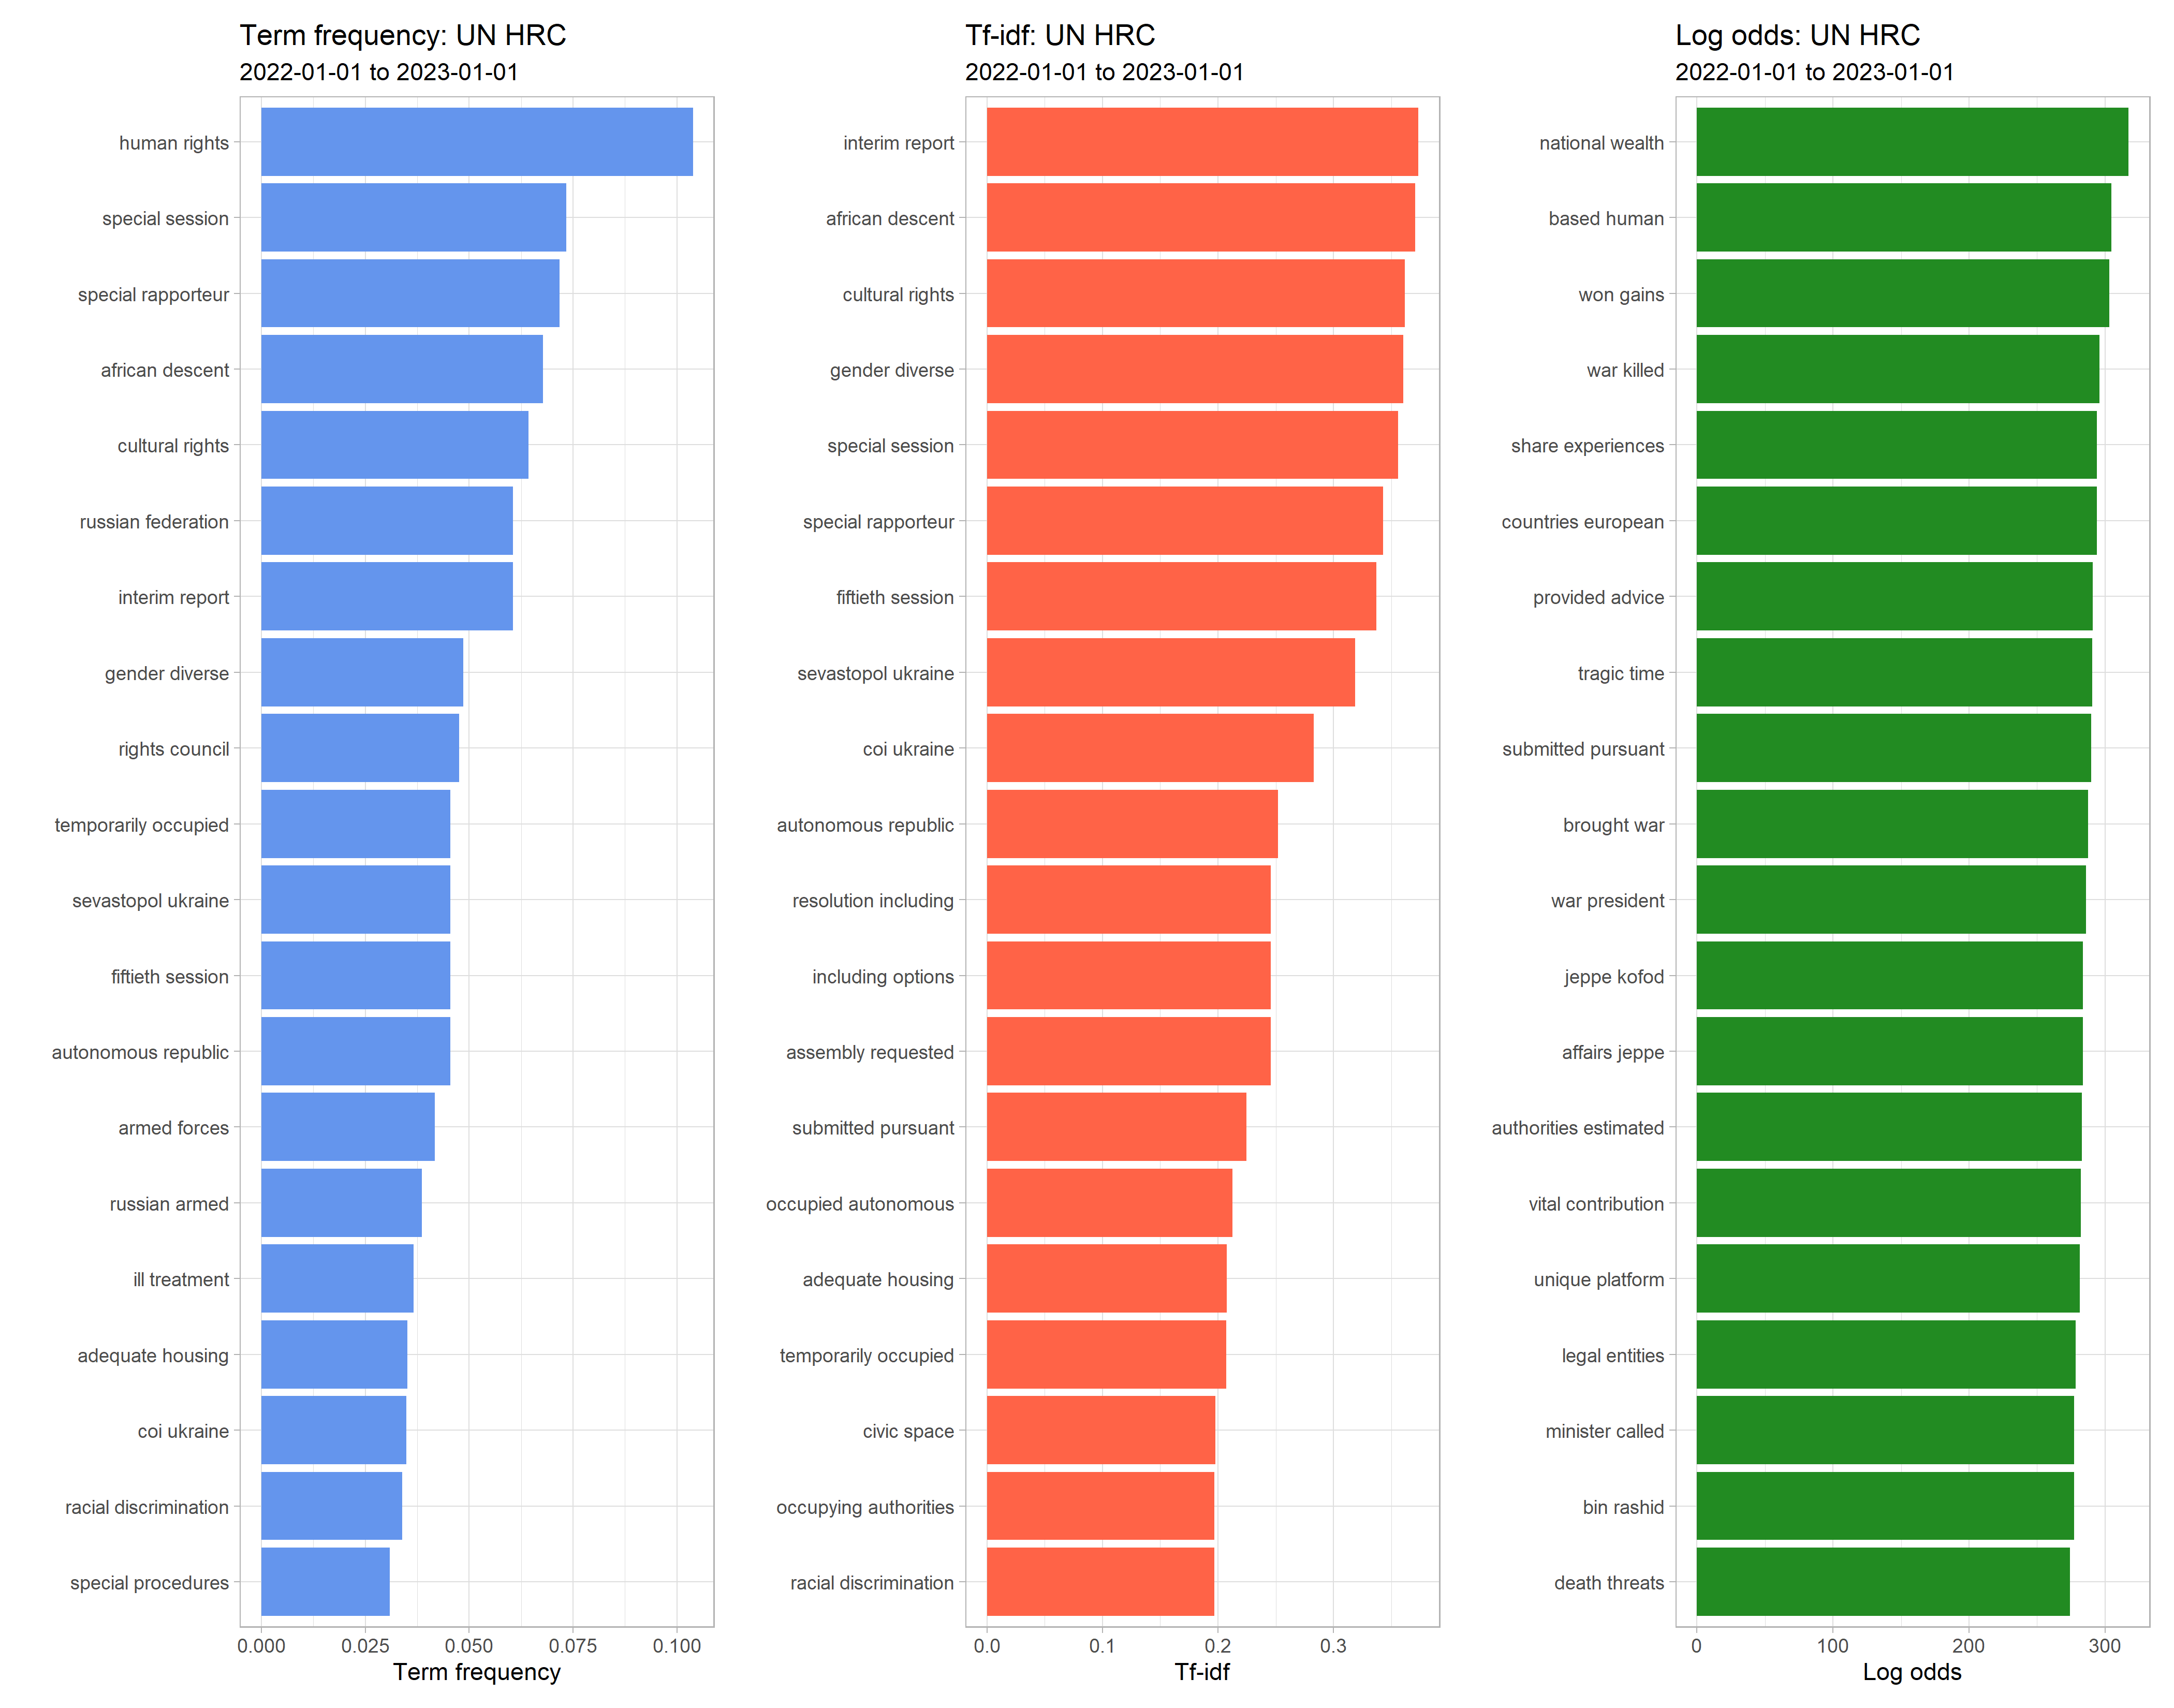 Term frequency: UN HRC
2022-01-01 to 2023-01-01
human rights
special session
special rapporteur
african descent
cultural rights
russian federation
interim report
gender diverse
rights council
temporarily occupied
sevastopol ukraine
fiftieth session
autonomous republic
armed forces
russian armed
ill treatment
adequate housing
coi ukraine
racial discrimination
special procedures
0.000 0.025 0.050 0.075 0.100
Term frequency
Tf-idf: UN HRC
2022-01-01 to 2023-01-01
interim report
african descent
cultural rights
gender diverse
special session
special rapporteur
fiftieth session
sevastopol ukraine
coi ukraine
autonomous republic
resolution including
including options
assembly requested
submitted pursuant
occupied autonomous
adequate housing
temporarily occupied
civic space
occupying authorities
racial discrimination
0.0 0.1 0.2 0.3
Tf-idf
Log odds: UN HRC
2022-01-01 to 2023-01-01
national wealth
based human
won gains
war killed
share experiences
countries european
provided advice
tragic time
submitted pursuant
brought war
war president
jeppe kofod
affairs jeppe
authorities estimated
vital contribution
unique platform
legal entities
minister called
bin rashid
death threats
0 100 200 300
Log odds